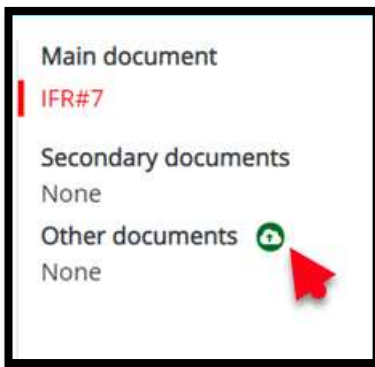 Main document
IFR#7
Secondary documents
None
Other documents
None